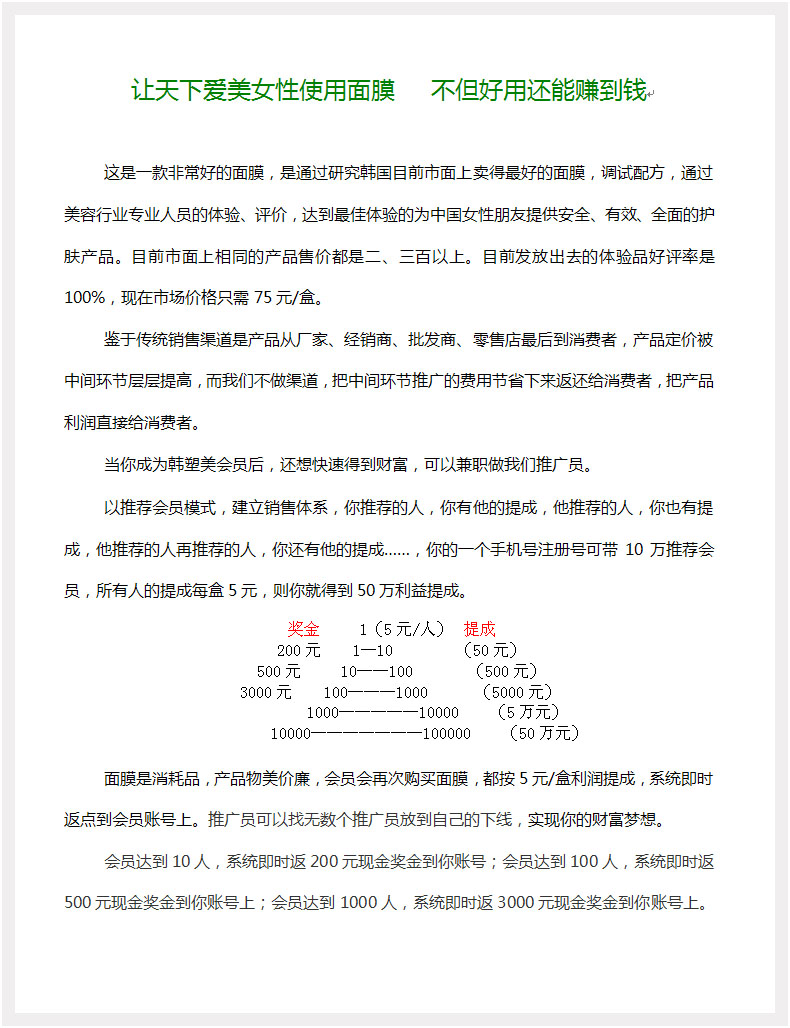 让天下爱美女性使用面膜 不但好用还能赚到钱
这是一款非常好的面膜，是通过研究韩国目前市面上卖得最好的面膜，调试配方，通过
美容行业专业人员的体验、评价，达到最佳体验的为中国女性朋友提供安全、有效、全面的护
肤产品。目前市面上相同的产品售价都是二、三百以上。目前发放出去的体验品好评率是
100%，现在市场价格只需 75 元/盒。
鉴于传统销售渠道是产品从厂家、经销商、批发商、零售店最后到消费者，产品定价被
中间环节层层提高，而我们不做渠道，把中间环节推广的费用节省下来返还给消费者，把产品
利润直接给消费者。
当你成为韩塑美会员后，还想快速得到财富，可以兼职做我们推广员。
以推荐会员模式，建立销售体系，你推荐的人，你有他的提成，他推荐的人，你也有提
成，他推荐的人再推荐的人，你还有他的提成……，你的一个手机号注册号可带 10 万推荐会
员，所有人的提成每盒 5 元，则你就得到 50 万利益提成。
奖金 1（5 元/人） 提成
200 元 1—10 （50 元）
500 元 10——100 （500 元）
3000 元 100———1000 （5000 元）
1000—————10000 （5 万元）
10000———————100000 （50 万元）
面膜是消耗品，产品物美价廉，会员会再次购买面膜，都按 5 元/盒利润提成，系统即时
返点到会员账号上。推广员可以找无数个推广员放到自己的下线，实现你的财富梦想。
会员达到 10 人，系统即时返 200 元现金奖金到你账号；会员达到 100 人，系统即时返
500 元现金奖金到你账号上；会员达到 1000 人，系统即时返 3000 元现金奖金到你账号上。